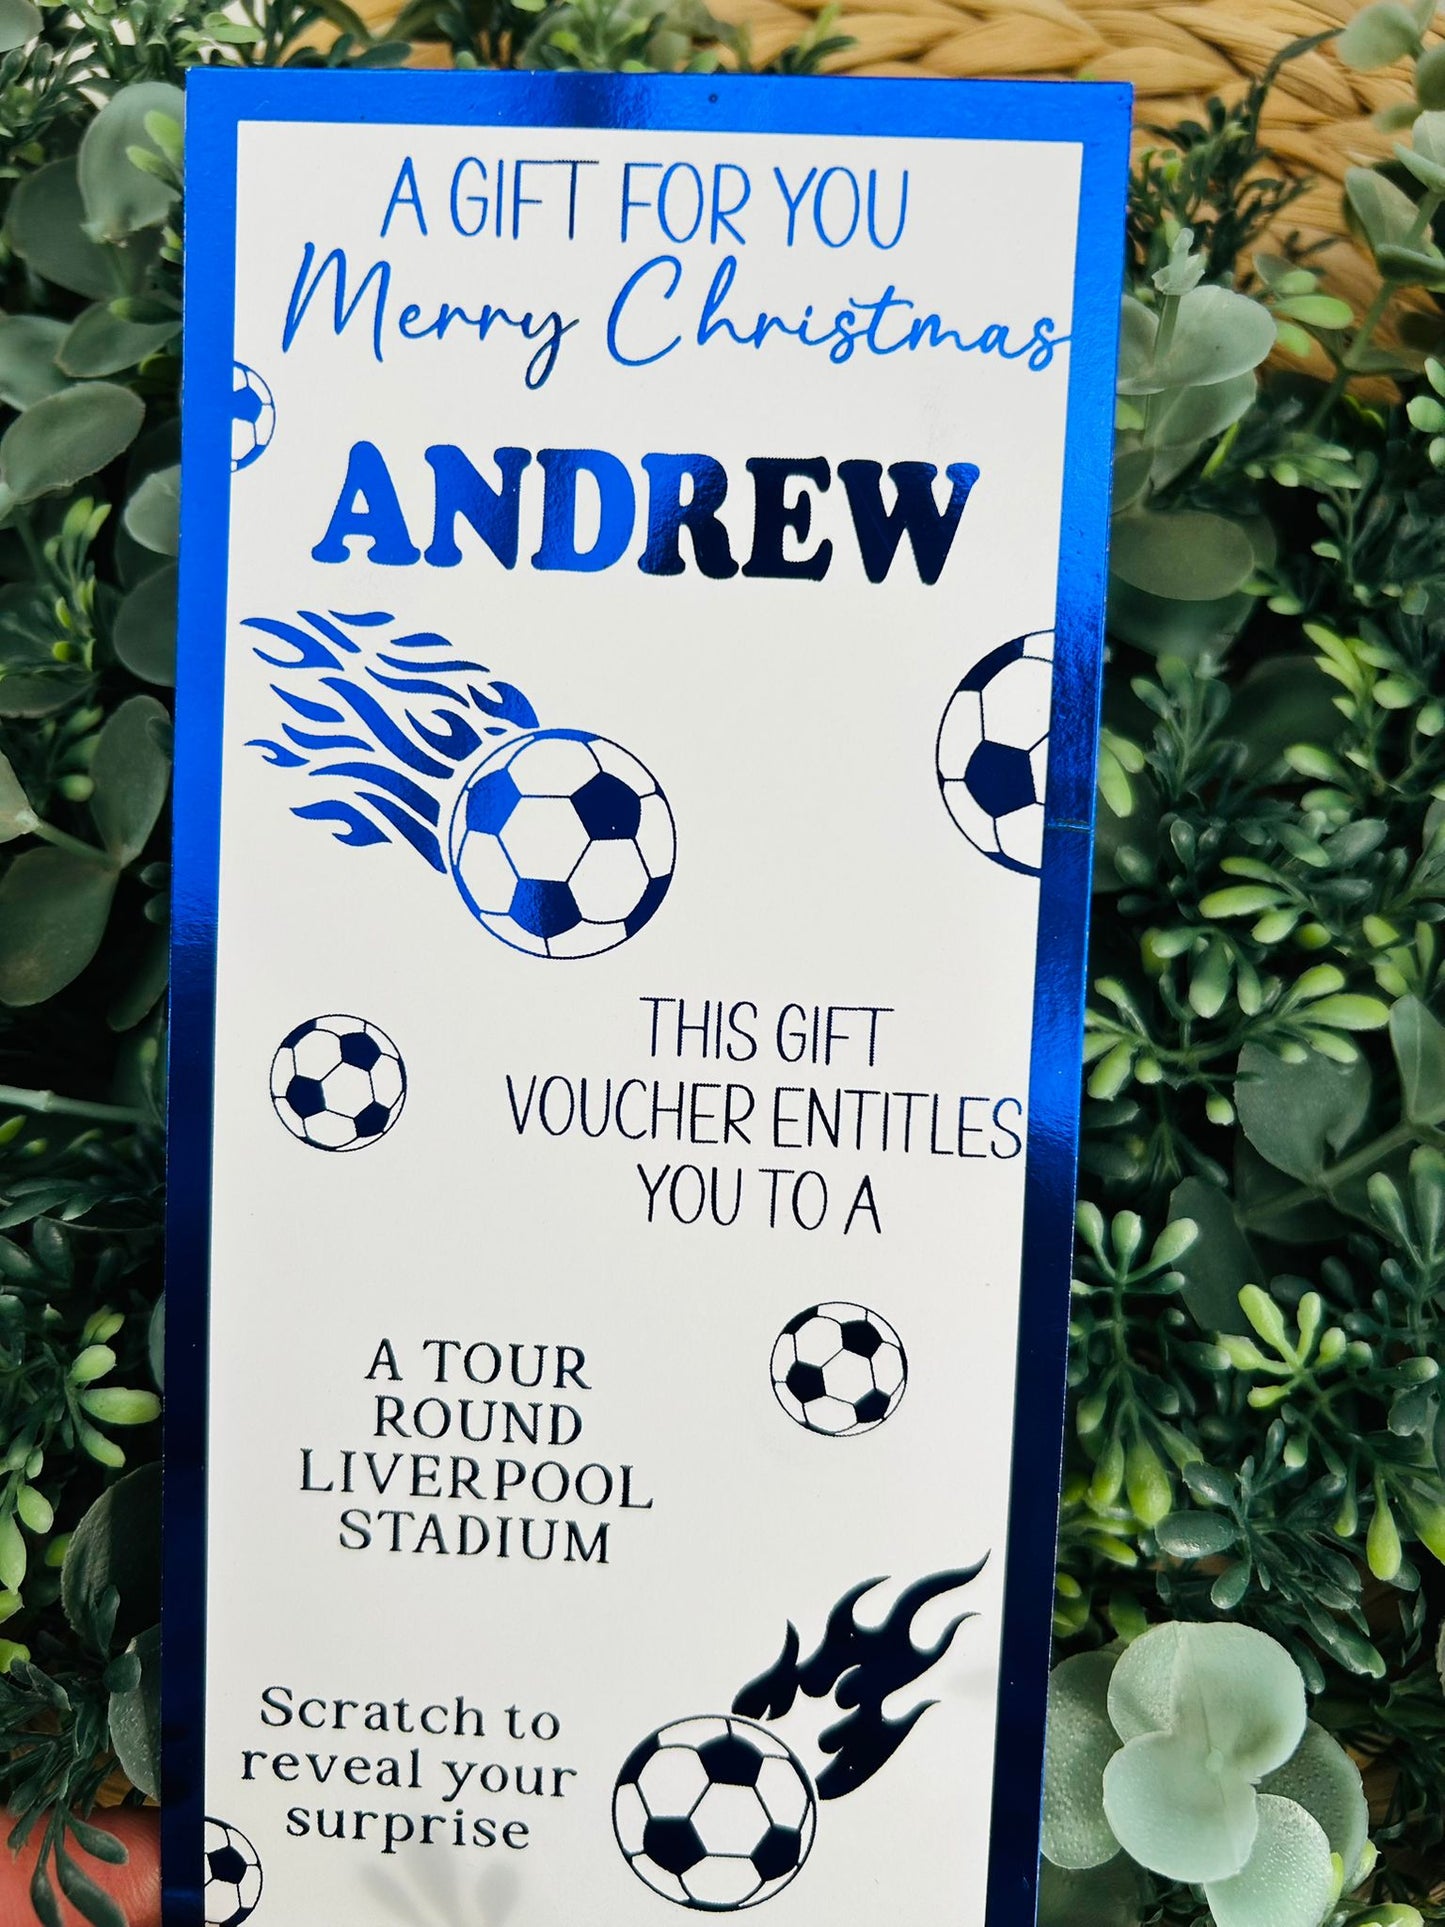 A GIFT FOR YOU
Merry Christmas
ANDREW
THIS GIFT
VOUCHER ENTITLES
YOU TO A
A TOUR
ROUND
LIVERPOOL
STADIUM
Scratch to
reveal your
surprise